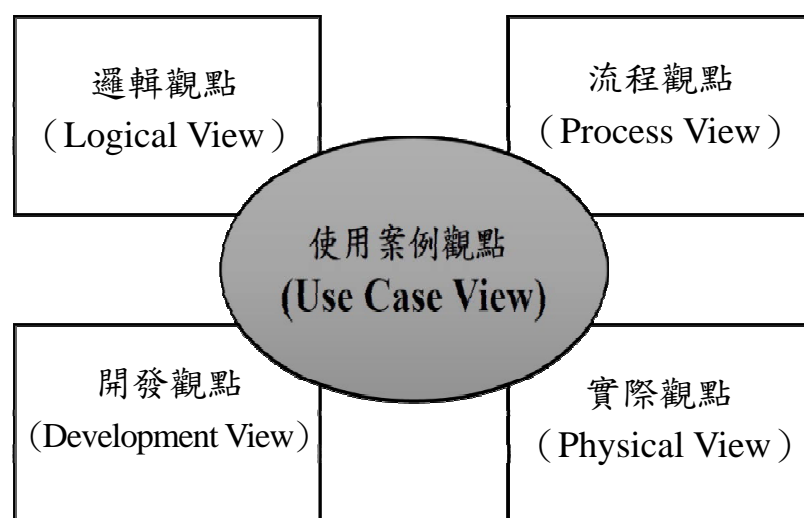 邏輯觀點
（Logical View）
流程觀點
（Process View）
使用案例觀點
(Use Case View)
開發觀點
（Development View）
實際觀點
（Physical View）